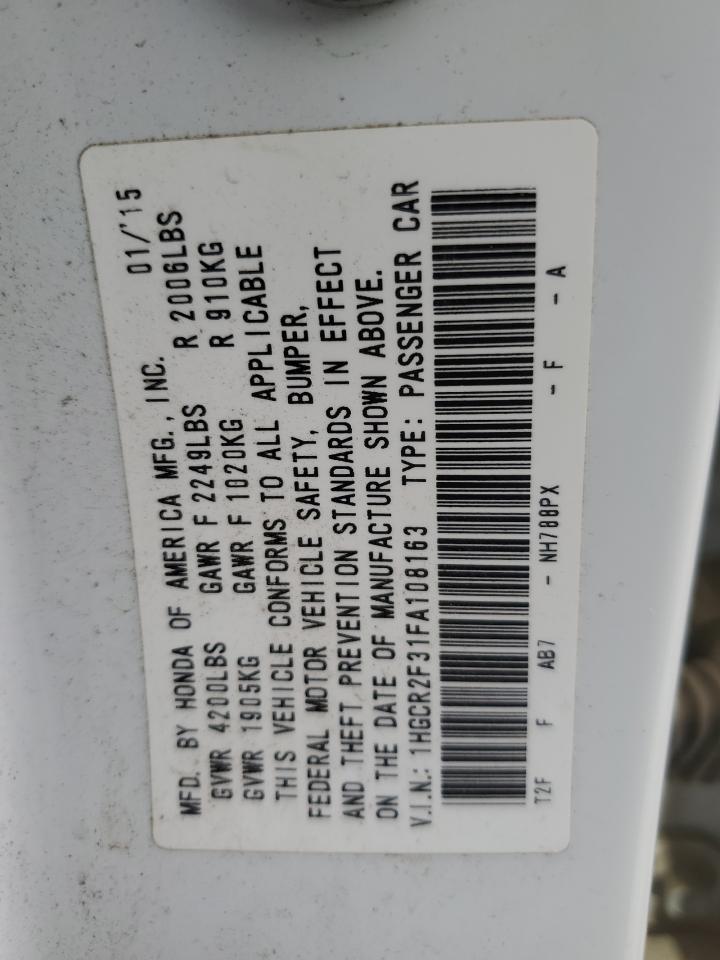 MFD. BY HONDA OF AMERICA MFG., INC. 01/'15
GVWR 4200LBS GAWR F 2249LBS R 2006LBS
GVWR 1905KG GAWR F 1020KG R 910KG
THIS VEHICLE CONFORMS TO ALL APPLICABLE
FEDERAL MOTOR VEHICLE SAFETY, BUMPER,
AND THEFT PREVENTION STANDARDS IN EFFECT
ON THE DATE OF MANUFACTURE SHOWN ABOVE.
V.I.N.: 1HGCR2F31FA108163 TYPE: PASSENGER CAR
T2F F AB7 - NH788PX - F - A